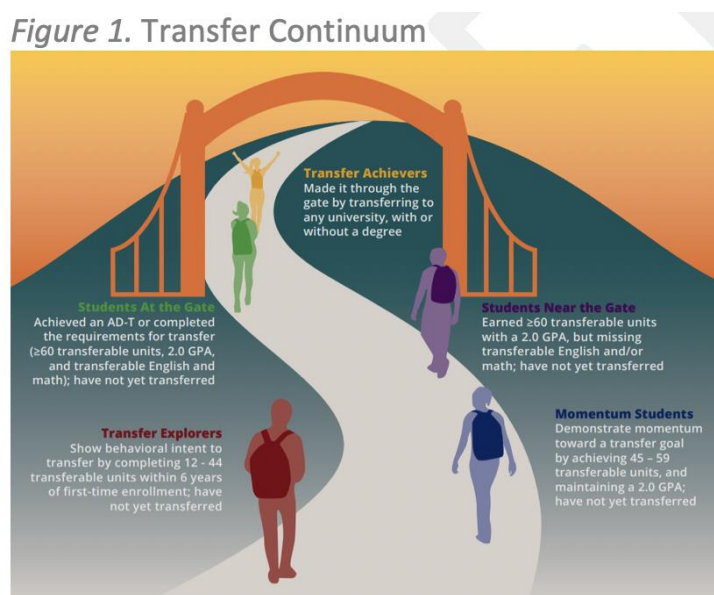 Figure 1. Transfer Continuum
Transfer Achievers
Made it through the
gate by transferring to
any university, with or
without a degree
Students At the Gate
Achieved an AD-T or completed
the requirements for transfer
(≥60 transferable units, 2.0 GPA,
and transferable English and
math); have not yet transferred
Students Near the Gate
Earned ≥60 transferable units
with a 2.0 GPA, but missing
transferable English and/or
math; have not yet transferred
Transfer Explorers
Show behavioral intent to
transfer by completing 12 - 44
transferable units within 6 years
of first-time enrollment; have
not yet transferred
Momentum Students
Demonstrate momentum
toward a transfer goal
by achieving 45 – 59
transferable units, and
maintaining a 2.0 GPA;
have not yet transferred